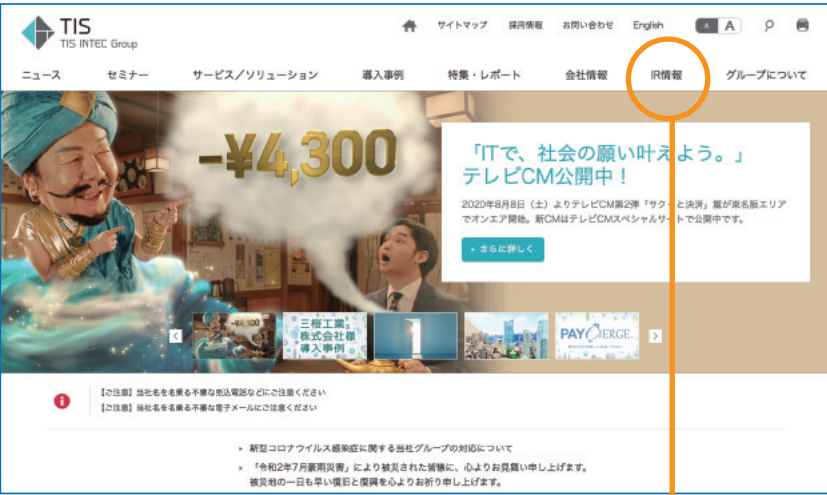 TIS
TIS INTEC Group
サイトマップ 採用情報 お問い合わせ English A A
ニュース セミナー サービス/ソリューション 導入事例 特集・レポート 会社情報 IR情報 グループについて
-¥4,300
「ITで、社会の願い叶えよう。」
テレビCM公開中!
2020年8月8日(土)よりテレビCM第2弾「サクッと決済」篇が東名阪エリア
でオンエア開始。新CMはテレビCMスペシャルサイトで公開中です。
さらに詳しく
-¥4,300
三桜工業
株式会社様
導入事例
PAYCIERGE
【ご注意】当社名を名乗る不審な勧誘電話などにご注意ください
【ご注意】当社名を名乗る不審な電子メールにご注意ください
新型コロナウイルス感染症に関する当社グループの対応について
「令和2年7月豪雨災害」により被災された皆様に、心よりお見舞い申し上げます。
被災地の一日も早い復旧と復興を心よりお祈り申し上げます。